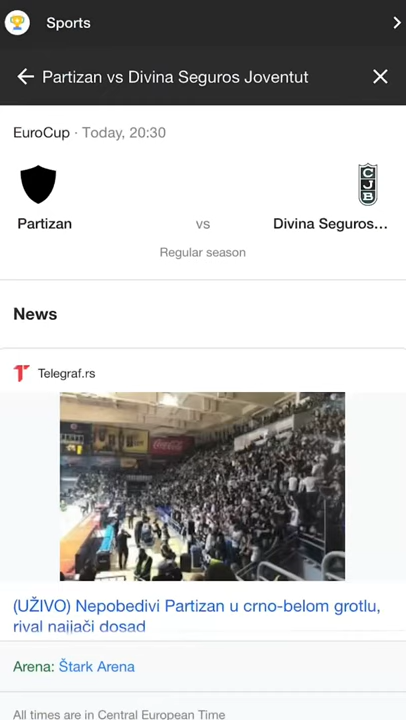 Sports
Partizan vs Divina Seguros Joventut
EuroCup · Today, 20:30
CJB
Partizan
vs
Divina Seguros...
Regular season
News
Telegraf.rs
Coca-Cola
(UŽIVO) Nepobedivi Partizan u crno-belom grotlu,
rival najjači dosad
Arena: Štark Arena
All times are in Central European Time